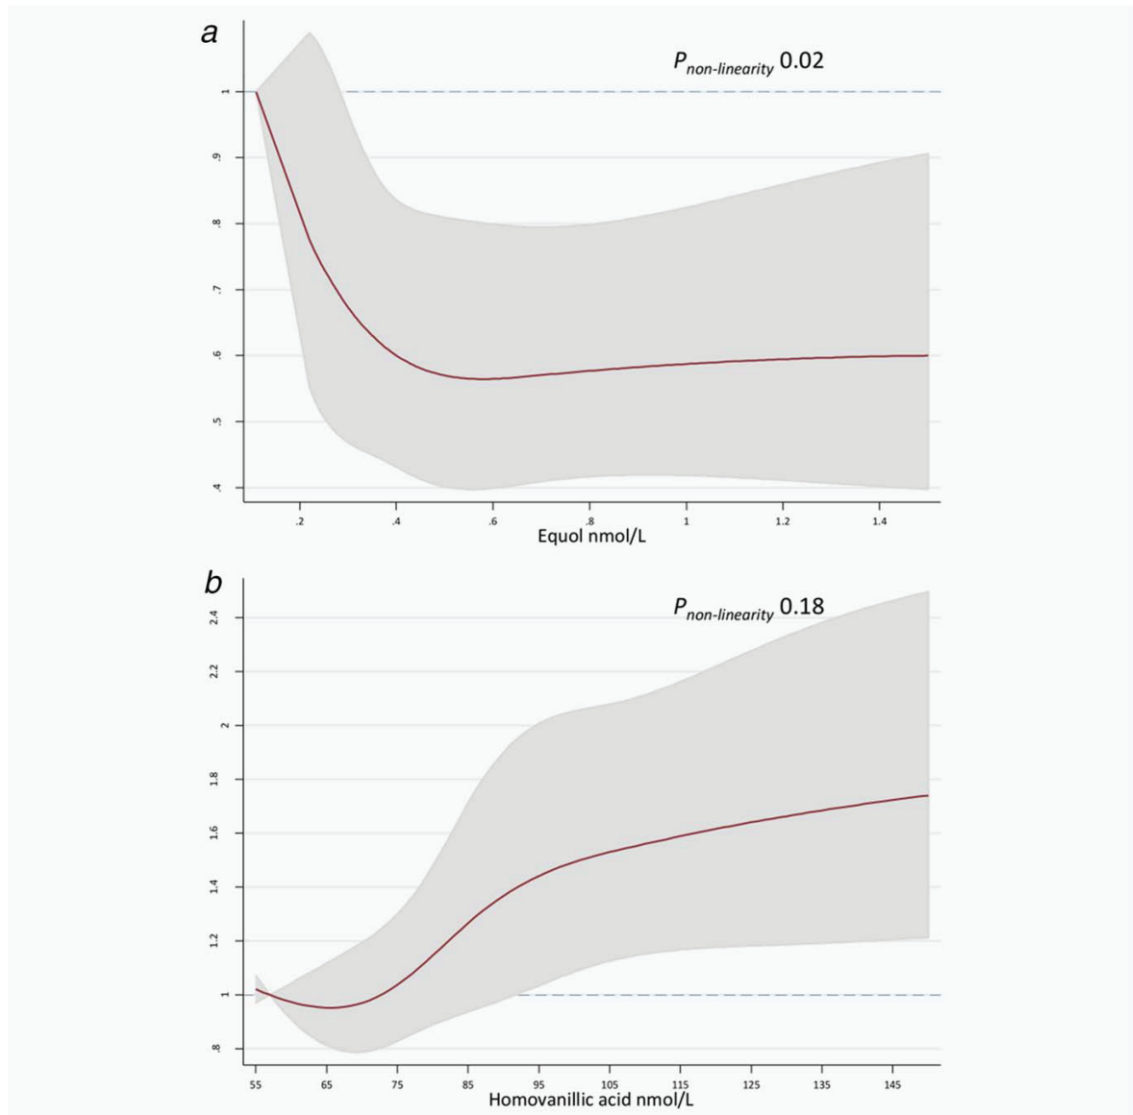 a
P non-linearity 0.02
1
.9
.8
.7
.6
.5
.4
.2 .4 .6 .8 1 1.2 1.4
Equol nmol/L
b
P non-linearity 0.18
2.4
2.2
2
1.8
1.6
1.4
1.2
1
.8
55 65 75 85 95 105 115 125 135 145
Homovanillic acid nmol/L